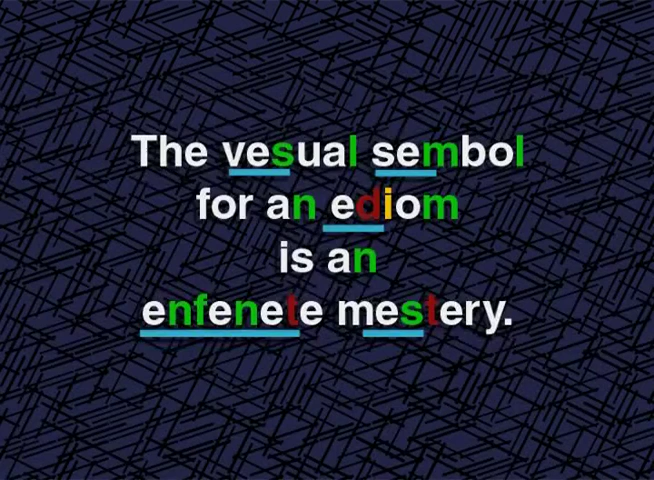 The vesual sembol
for an ediom
is an
enfenete mestery.